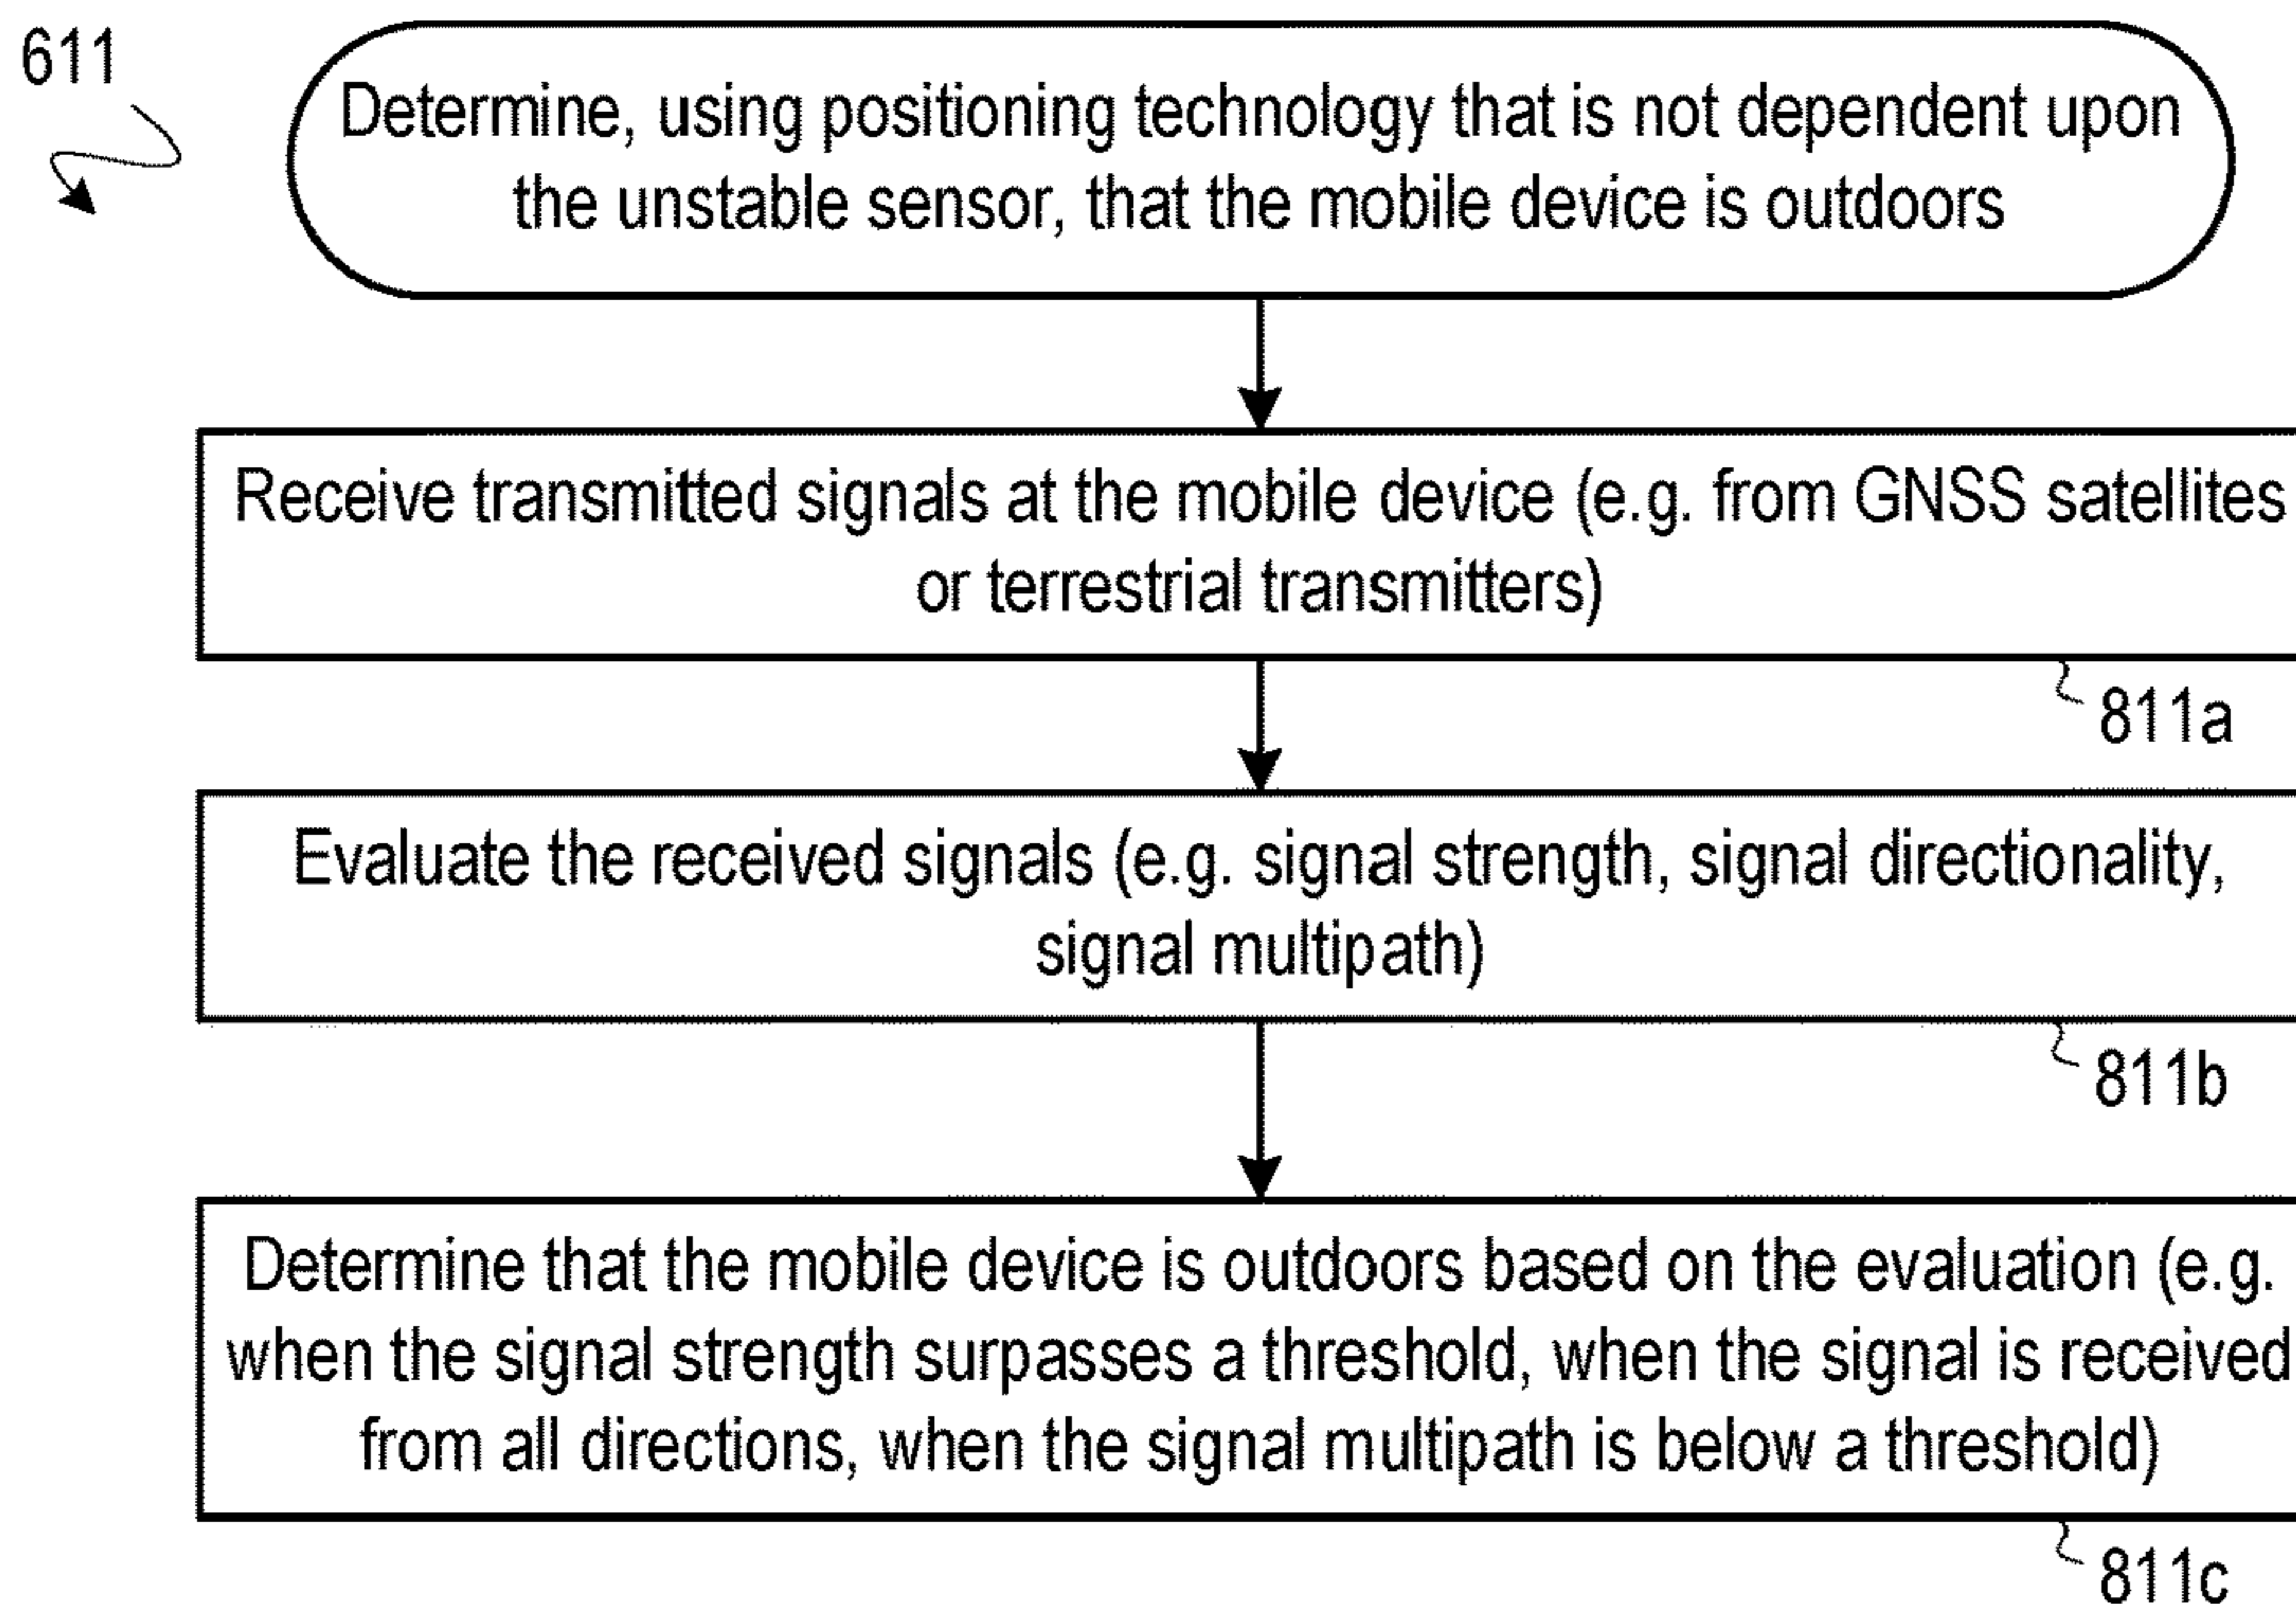 611
Determine, using positioning technology that is not dependent upon
the unstable sensor, that the mobile device is outdoors
Receive transmitted signals at the mobile device (e.g. from GNSS satellites
or terrestrial transmitters)
811a
Evaluate the received signals (e.g. signal strength, signal directionality,
signal multipath)
811b
Determine that the mobile device is outdoors based on the evaluation (e.g.
when the signal strength surpasses a threshold, when the signal is received
from all directions, when the signal multipath is below a threshold)
811c